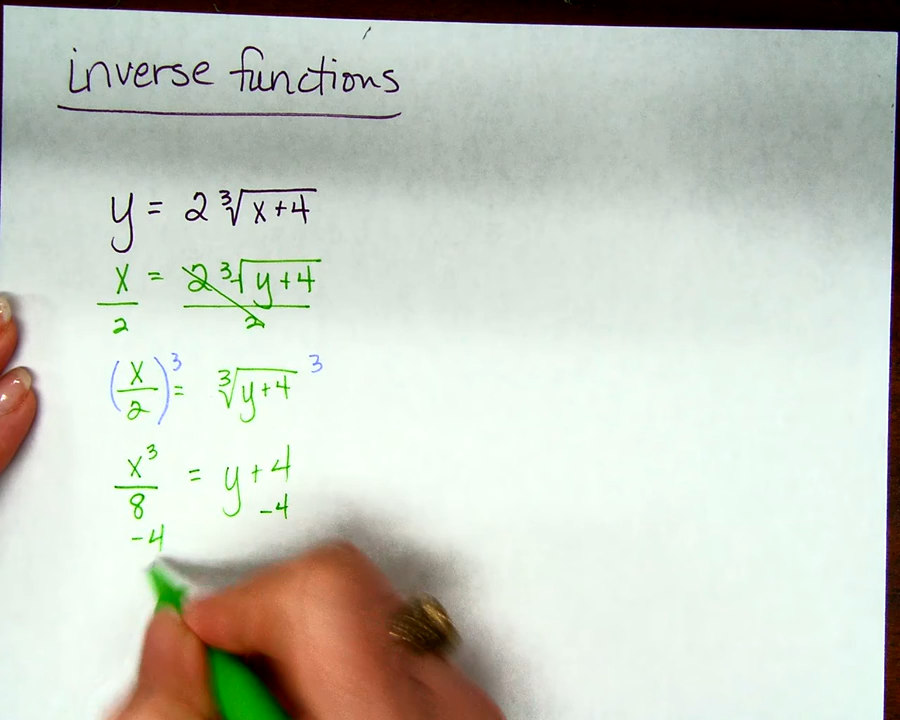 inverse functions
y = 2 ∛(x+4)
x/2 = 2 ∛(y+4)/2
(x/2)³ = ∛(y+4) ³
x³/8 = y + 4
-4
-4